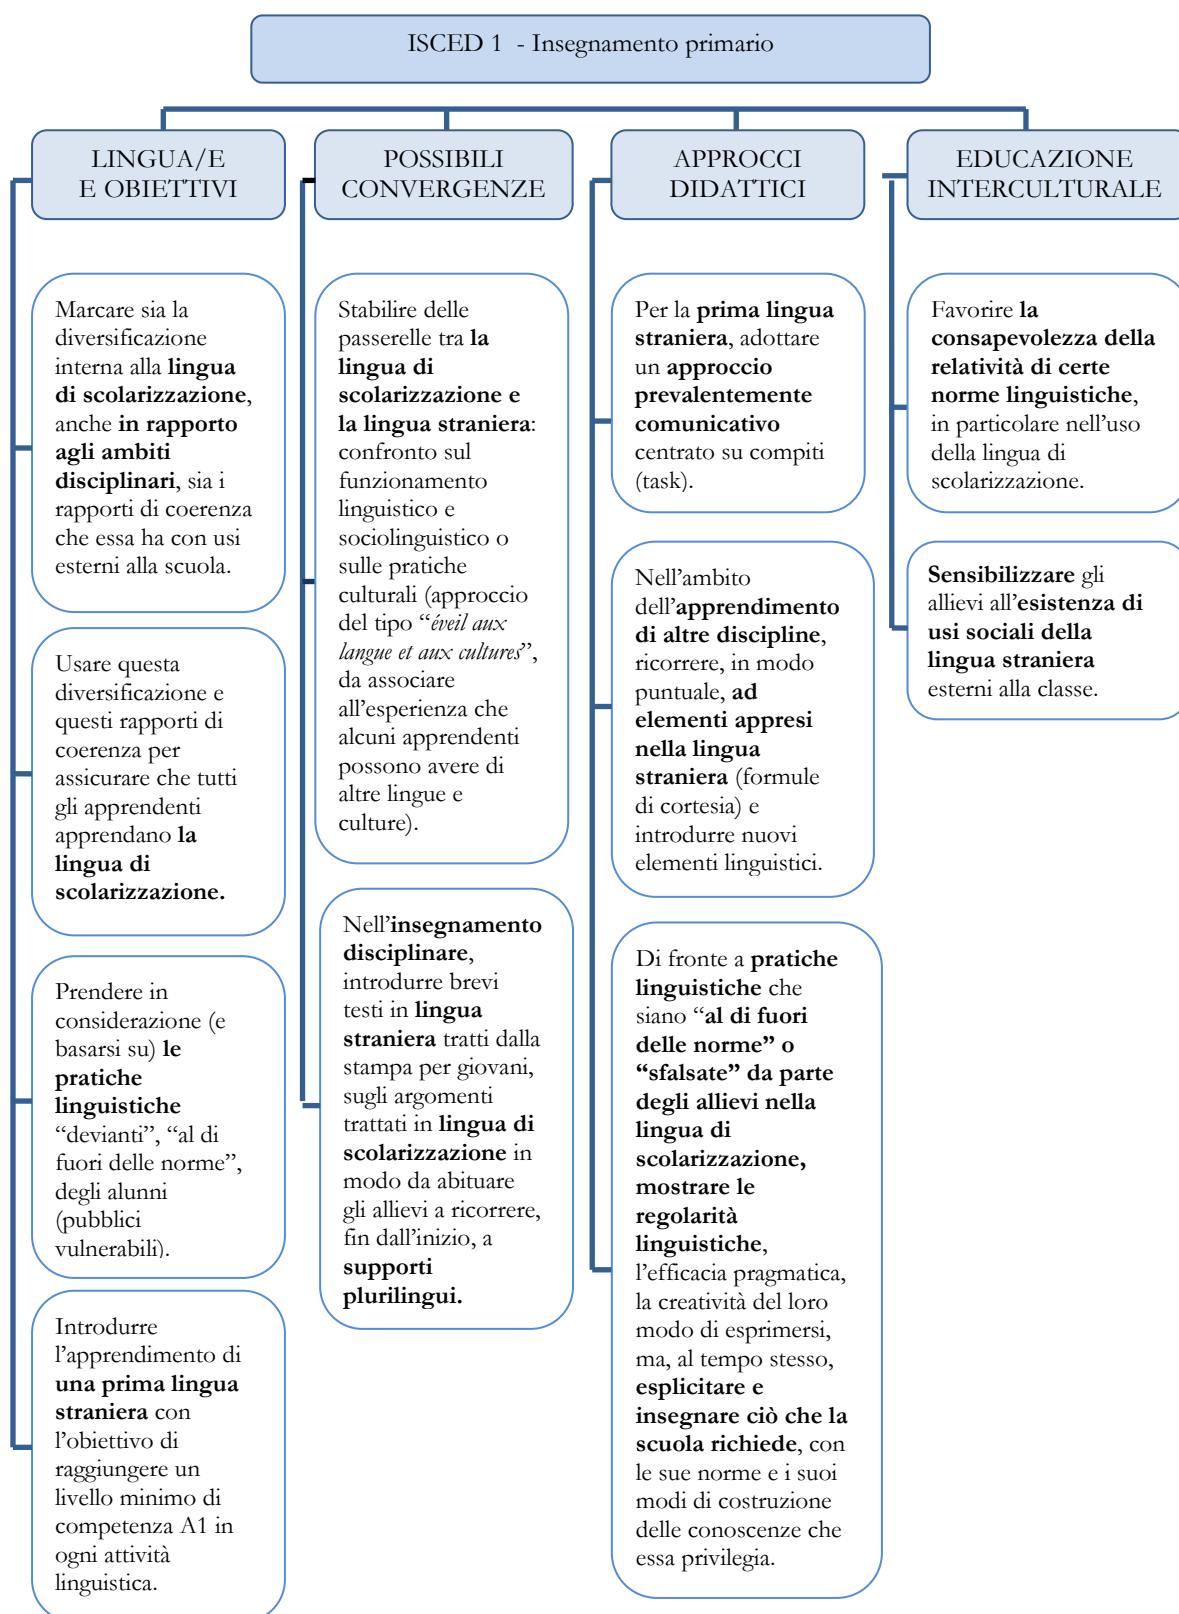 ISCED 1 - Insegnamento primario
LINGUA/E
E OBIETTIVI
Marcare sia la
diversificazione
interna alla lingua
di scolarizzazione,
anche in rapporto
agli ambiti
disciplinari, sia i
rapporti di coerenza
che essa ha con usi
esterni alla scuola.
Usare questa
diversificazione e
questi rapporti di
coerenza per
assicurare che tutti
gli apprendenti
apprendano la
lingua di
scolarizzazione.
Prendere in
considerazione (e
basarsi su) le
pratiche
linguistiche
“devianti”, “al di
fuori delle norme”,
degli alunni
(pubblici
vulnerabili).
Introdurre
l’apprendimento di
una prima lingua
straniera con
l’obiettivo di
raggiungere un
livello minimo di
competenza A1 in
ogni attività
linguistica.
POSSIBILI
CONVERGENZE
Stabilire delle
passerelle tra la
lingua di
scolarizzazione e
la lingua straniera:
confronto sul
funzionamento
linguistico e
sociolinguistico o
sulle pratiche
culturali (approccio
del tipo “éveil aux
langue et aux cultures”,
da associare
all’esperienza che
alcuni apprendenti
possono avere di
altre lingue e
culture).
Nell’insegnamento
disciplinare,
introdurre brevi
testi in lingua
straniera tratti dalla
stampa per giovani,
sugli argomenti
trattati in lingua di
scolarizzazione in
modo da abituare
gli allievi a ricorrere,
fin dall’inizio, a
supporti
plurilingui.
APPROCCI
DIDATTICI
Per la prima lingua
straniera, adottare
un approccio
prevalentemente
comunicativo
centrato su compiti
(task).
Nell’ambito
dell’apprendimento
di altre discipline,
ricorrere, in modo
puntuale, ad
elementi appresi
nella lingua
straniera (formule
di cortesia) e
introdurre nuovi
elementi linguistici.
Di fronte a pratiche
linguistiche che
siano “al di fuori
delle norme” o
“sfalsate” da parte
degli allievi nella
lingua di
scolarizzazione,
mostrare le
regolarità
linguistiche,
l’efficacia pragmatica,
la creatività del loro
modo di esprimersi,
ma, al tempo stesso,
esplicitare e
insegnare ciò che la
scuola richiede, con
le sue norme e i suoi
modi di costruzione
delle conoscenze che
essa privilegia.
EDUCAZIONE
INTERCULTURALE
Favorire la
consapevolezza della
relatività di certe
norme linguistiche,
in particolare nell’uso
della lingua di
scolarizzazione.
Sensibilizzare gli
allievi all’esistenza di
usi sociali della
lingua straniera
esterni alla classe.